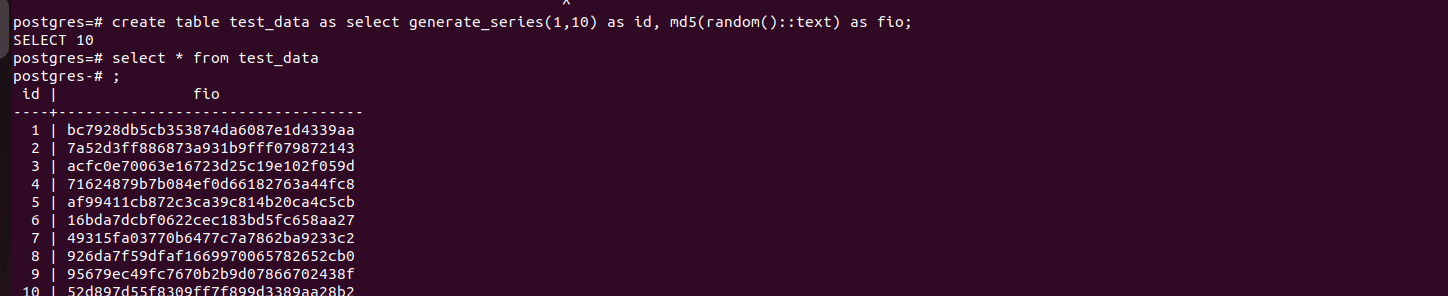 postgres=# create table test_data as select generate_series(1,10) as id, md5(random()::text) as fio;
SELECT 10
postgres=# select * from test_data
postgres-# ;
 id |               fio
----+----------------------------------
  1 | bc7928db5cb353874da6087e1d4339aa
  2 | 7a52d3ff886873a931b9fff079872143
  3 | acfc0e70063e16723d25c19e102f059d
  4 | 71624879b7b084ef0d66182763a44fc8
  5 | af99411cb872c3ca39c814b20ca4c5cb
  6 | 16bda7dcbf0622cec183bd5fc658aa27
  7 | 49315fa03770b6477c7a7862ba9233c2
  8 | 926da7f59dfaf1669970065782652cb0
  9 | 95679ec49fc7670b2b9d07866702438f
 10 | 52d897d55f8309ff7f899d3389aa28b2